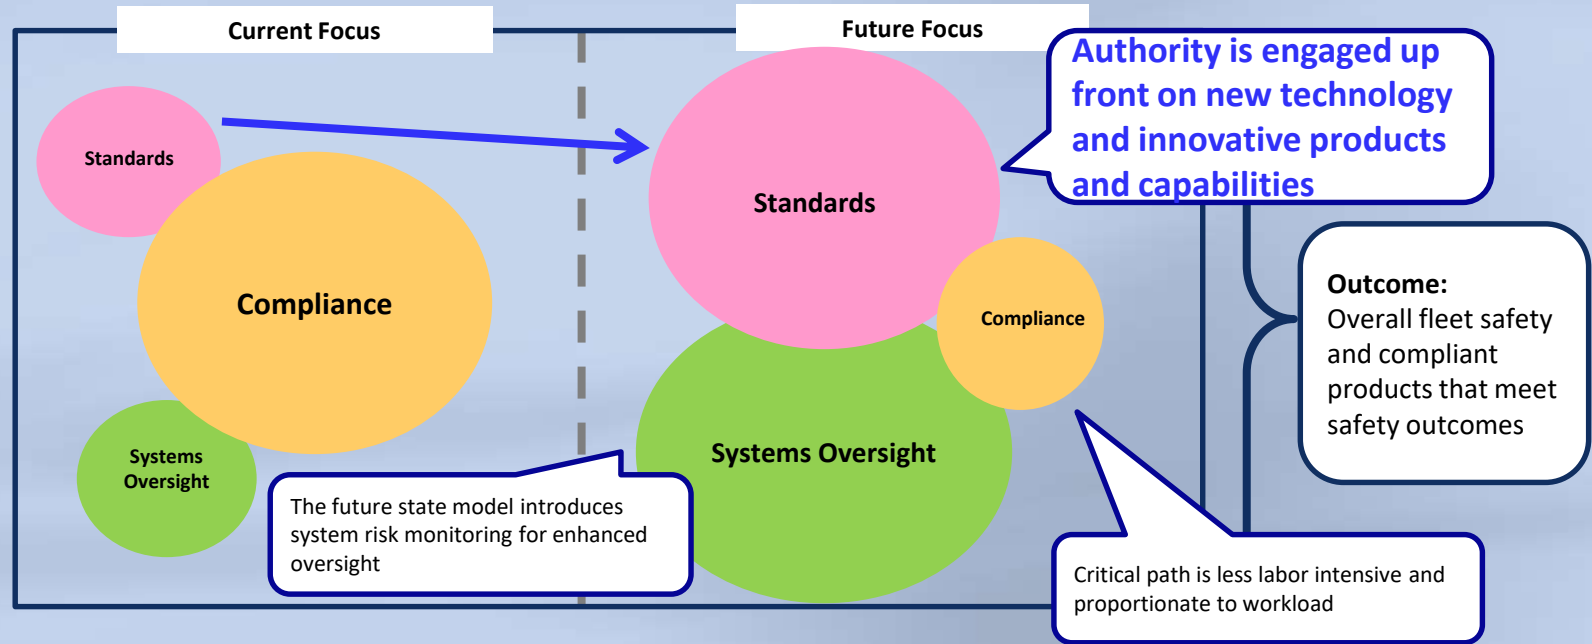 Current Focus
Future Focus
Authority is engaged up
front on new technology
and innovative products
and capabilities
Standards
Standards
Compliance
Compliance
Outcome:
Overall fleet safety
and compliant
products that meet
safety outcomes
Systems
Oversight
Systems Oversight
The future state model introduces
system risk monitoring for enhanced
oversight
Critical path is less labor intensive and
proportionate to workload